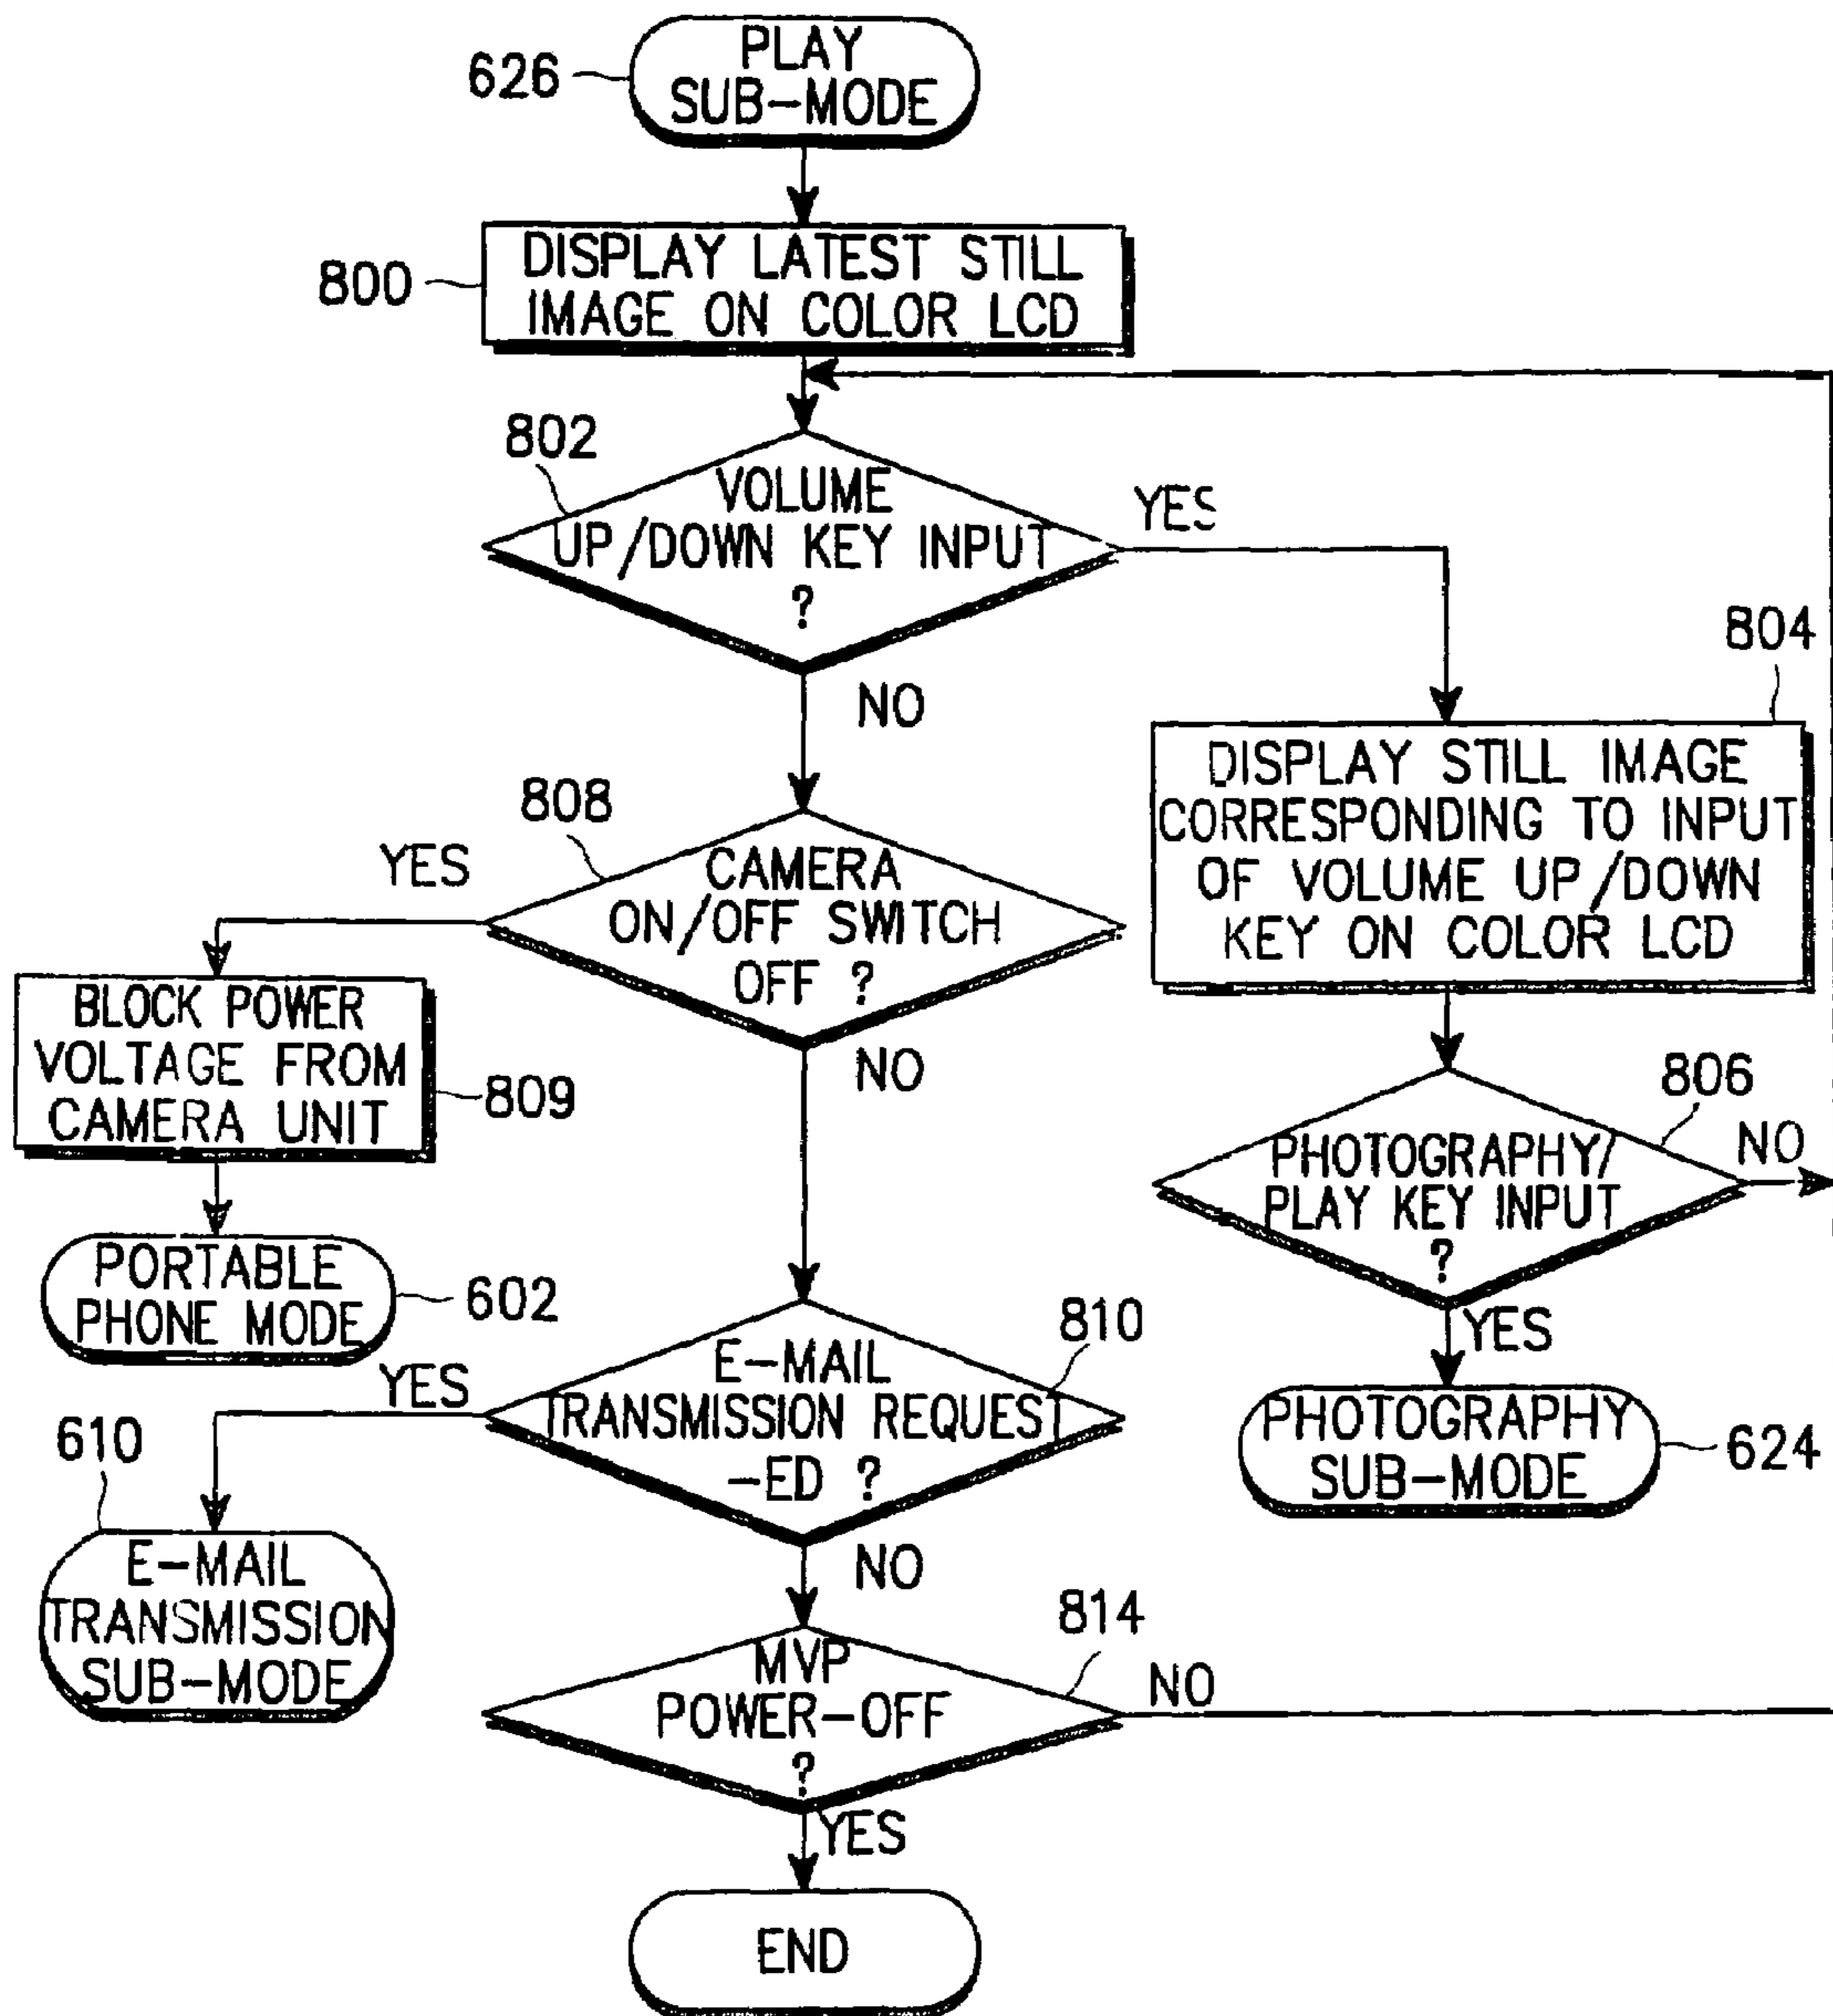 PLAY
SUB-MODE
626
DISPLAY LATEST STILL
IMAGE ON COLOR LCD
800
802
VOLUME
UP/DOWN KEY INPUT
?
YES
NO
804
DISPLAY STILL IMAGE
CORRESPONDING TO INPUT
OF VOLUME UP/DOWN
KEY ON COLOR LCD
808
YES
CAMERA
ON/OFF SWITCH
OFF ?
NO
BLOCK POWER
VOLTAGE FROM
CAMERA UNIT
809
806
PHOTOGRAPHY/
PLAY KEY INPUT
?
NO
YES
PORTABLE
PHONE MODE
602
810
E-MAIL
TRANSMISSION REQUEST
-ED ?
YES
NO
PHOTOGRAPHY
SUB-MODE
624
610
E-MAIL
TRANSMISSION
SUB-MODE
814
MVP
POWER-OFF
?
NO
YES
END